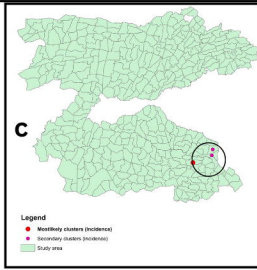 C
Legend
Mostlikely clusters (Incidence)
Secondary clusters (Incidence)
Study area